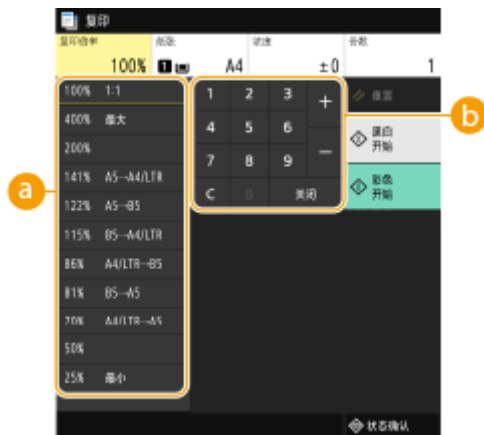 复印
复印倍率 纸张 浓度 份数
100% 1 A4 ±0 1
100% 1:1
400% 最大
200%
141% A5→A4/LTR
122% A5→B5
115% B5→A4/LTR
86% A4/LTR→B5
81% B5→A5
70% A4/LTR→A5
50%
25% 最小
1 2 3 +
4 5 6
7 8 9 −
C 0 关闭
重置
黑白
开始
彩色
开始
状态确认
a
b